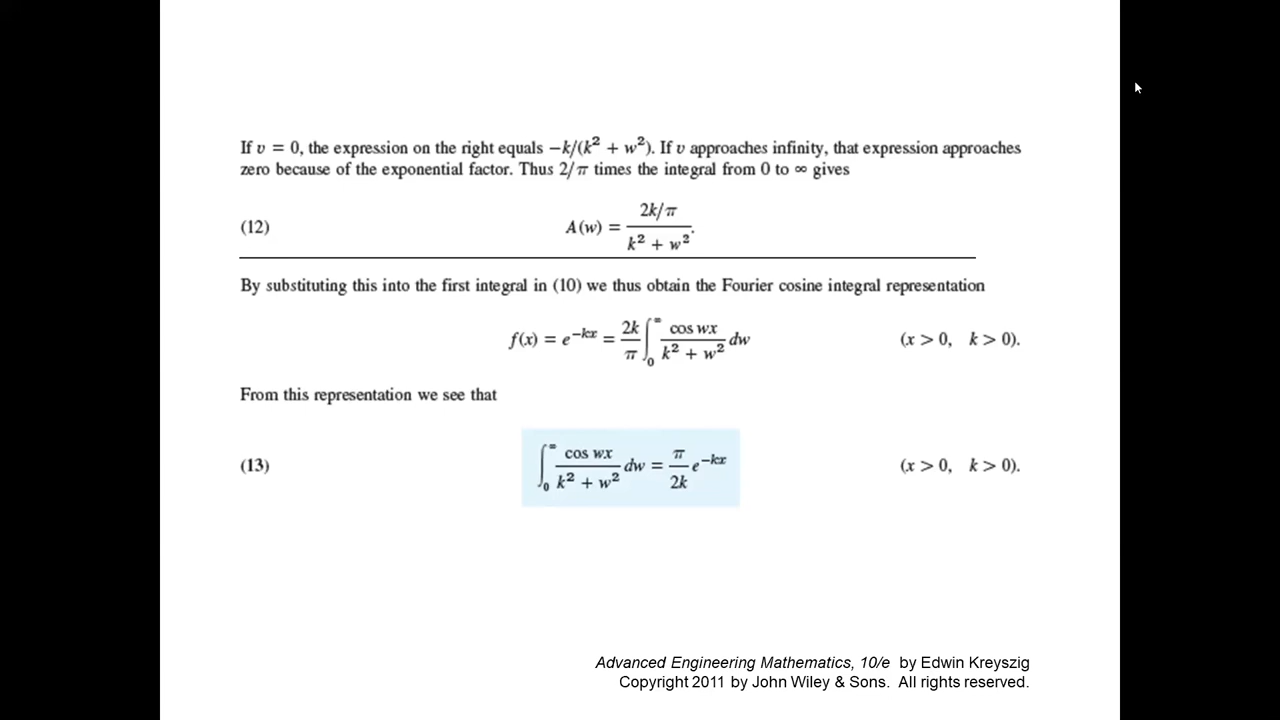 If v = 0, the expression on the right equals −k/(k² + w²). If v approaches infinity, that expression approaches
zero because of the exponential factor. Thus 2/π times the integral from 0 to ∞ gives
(12) A(w) = (2k/π)/(k² + w²).
By substituting this into the first integral in (10) we thus obtain the Fourier cosine integral representation
f(x) = e^(−kx) = (2k/π) ∫₀^∞ (cos wx)/(k² + w²) dw (x > 0, k > 0).
From this representation we see that
(13) ∫₀^∞ (cos wx)/(k² + w²) dw = (π/2k) e^(−kx) (x > 0, k > 0).
Advanced Engineering Mathematics, 10/e by Edwin Kreyszig
Copyright 2011 by John Wiley & Sons. All rights reserved.